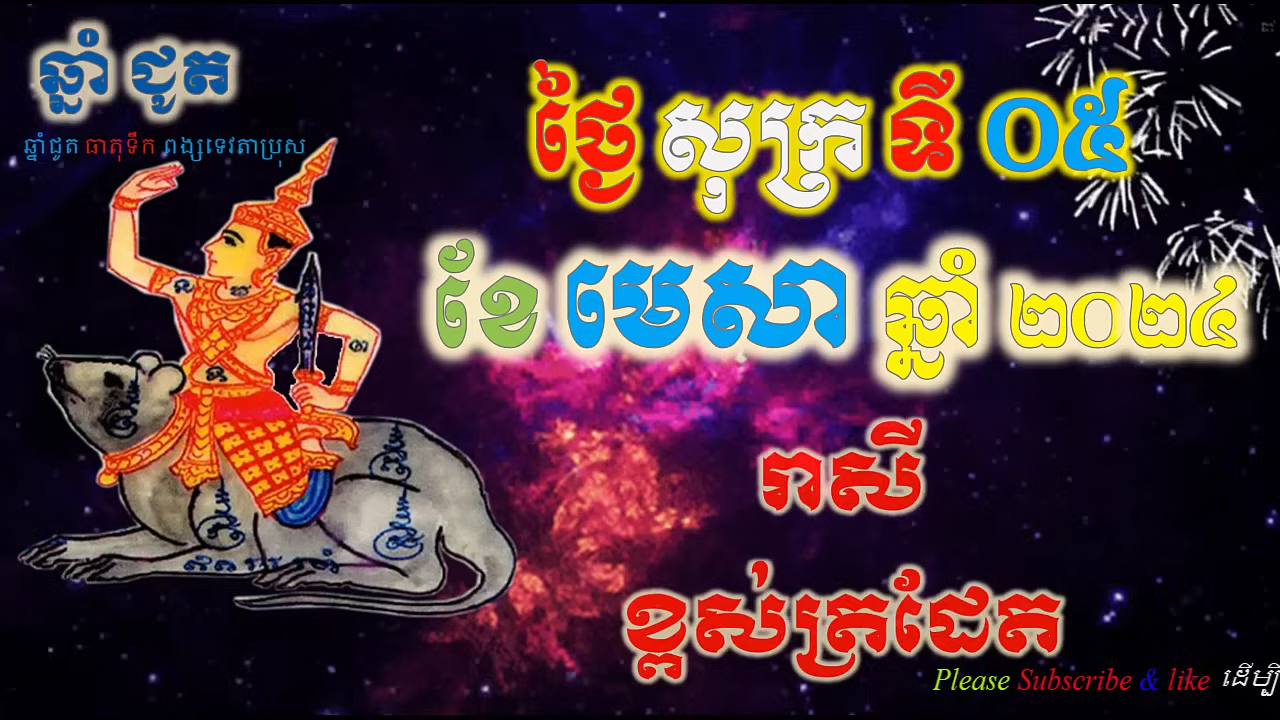 ឆ្នាំ ជូត
ឆ្នាំជូត ធាតុទឹក ពង្សទេវតាប្រុស
ថ្ងៃ សុក្រ ទី ០៥
ខែ មេសា ឆ្នាំ ២០២៤
រាសី
ខ្ពស់ត្រដែត
Please Subscribe & like ដើម្បី